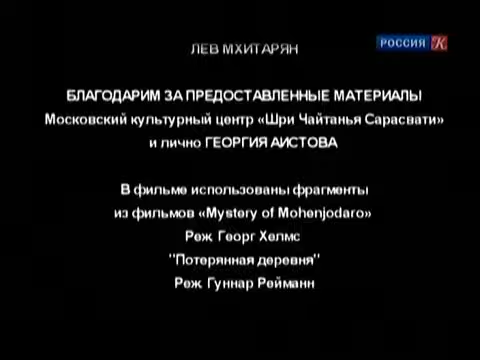 ЛЕВ МХИТАРЯН
РОССИЯ К
БЛАГОДАРИМ ЗА ПРЕДОСТАВЛЕННЫЕ МАТЕРИАЛЫ
Московский культурный центр «Шри Чайтанья Сарасвати»
и лично ГЕОРГИЯ АИСТОВА
В фильме использованы фрагменты
из фильмов «Mystery of Mohenjodaro»
Реж. Георг Хелмс
"Потерянная деревня"
Реж. Гуннар Рейманн